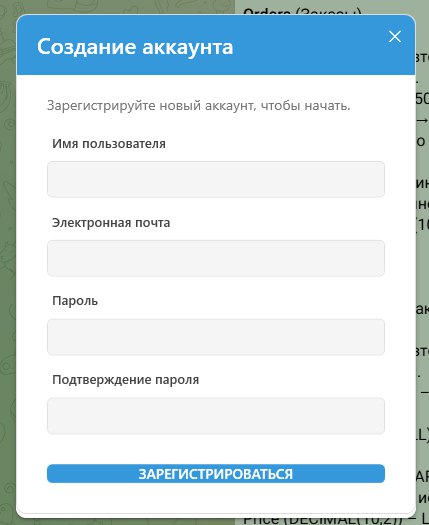 Orders (Заказы)
Создание аккаунта
Зарегистрируйте новый аккаунт, чтобы начать.
Имя пользователя
Электронная почта
Пароль
Подтверждение пароля
ЗАРЕГИСТРИРОВАТЬСЯ
Price (DECIMAL(10,2)) –